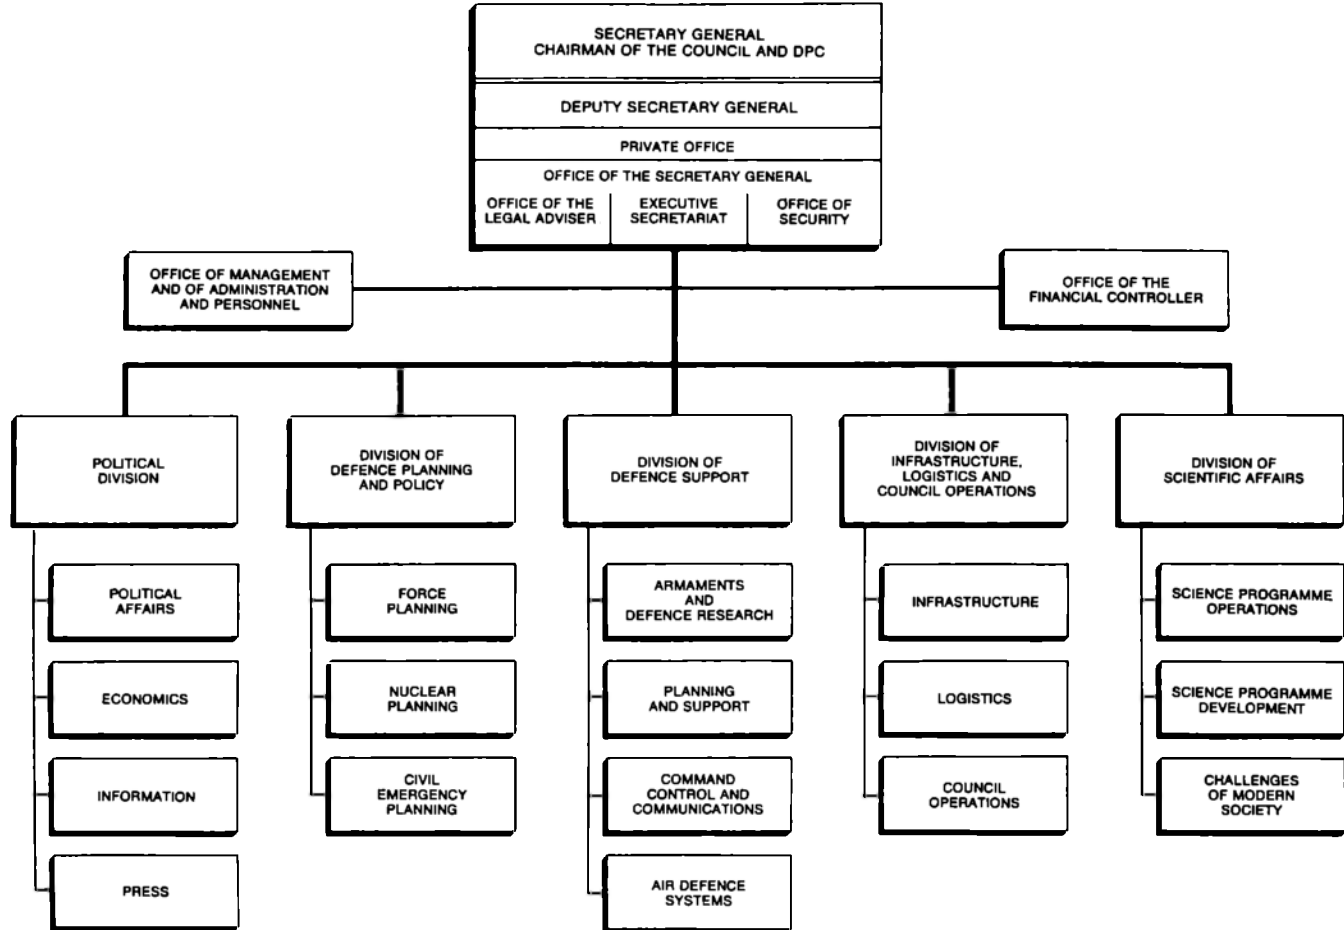 SECRETARY GENERAL
CHAIRMAN OF THE COUNCIL AND DPC
DEPUTY SECRETARY GENERAL
PRIVATE OFFICE
OFFICE OF THE SECRETARY GENERAL
OFFICE OF THE
LEGAL ADVISER
EXECUTIVE
SECRETARIAT
OFFICE OF
SECURITY
OFFICE OF MANAGEMENT
AND OF ADMINISTRATION
AND PERSONNEL
OFFICE OF THE
FINANCIAL CONTROLLER
POLITICAL
DIVISION
DIVISION OF
DEFENCE PLANNING
AND POLICY
DIVISION OF
DEFENCE SUPPORT
DIVISION OF
INFRASTRUCTURE,
LOGISTICS AND
COUNCIL OPERATIONS
DIVISION OF
SCIENTIFIC AFFAIRS
POLITICAL
AFFAIRS
ECONOMICS
INFORMATION
PRESS
FORCE
PLANNING
NUCLEAR
PLANNING
CIVIL
EMERGENCY
PLANNING
ARMAMENTS
AND
DEFENCE RESEARCH
PLANNING
AND SUPPORT
COMMAND
CONTROL AND
COMMUNICATIONS
AIR DEFENCE
SYSTEMS
INFRASTRUCTURE
LOGISTICS
COUNCIL
OPERATIONS
SCIENCE PROGRAMME
OPERATIONS
SCIENCE PROGRAMME
DEVELOPMENT
CHALLENGES
OF MODERN
SOCIETY